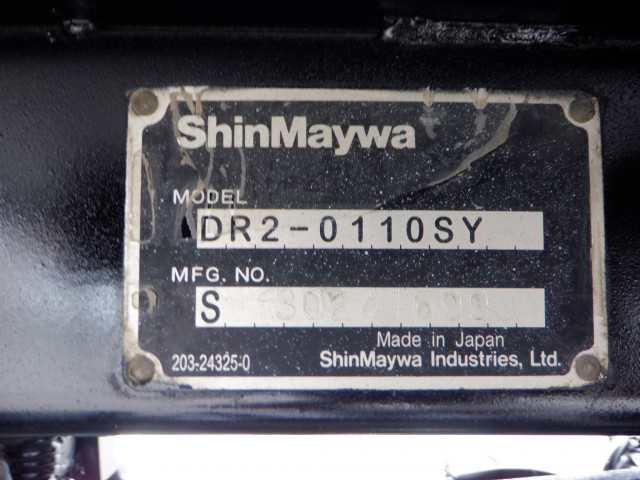 ShinMaywa
MODEL
DR2-0110SY
MFG. NO.
S
Made in Japan
203-24325-0
ShinMaywa Industries, Ltd.